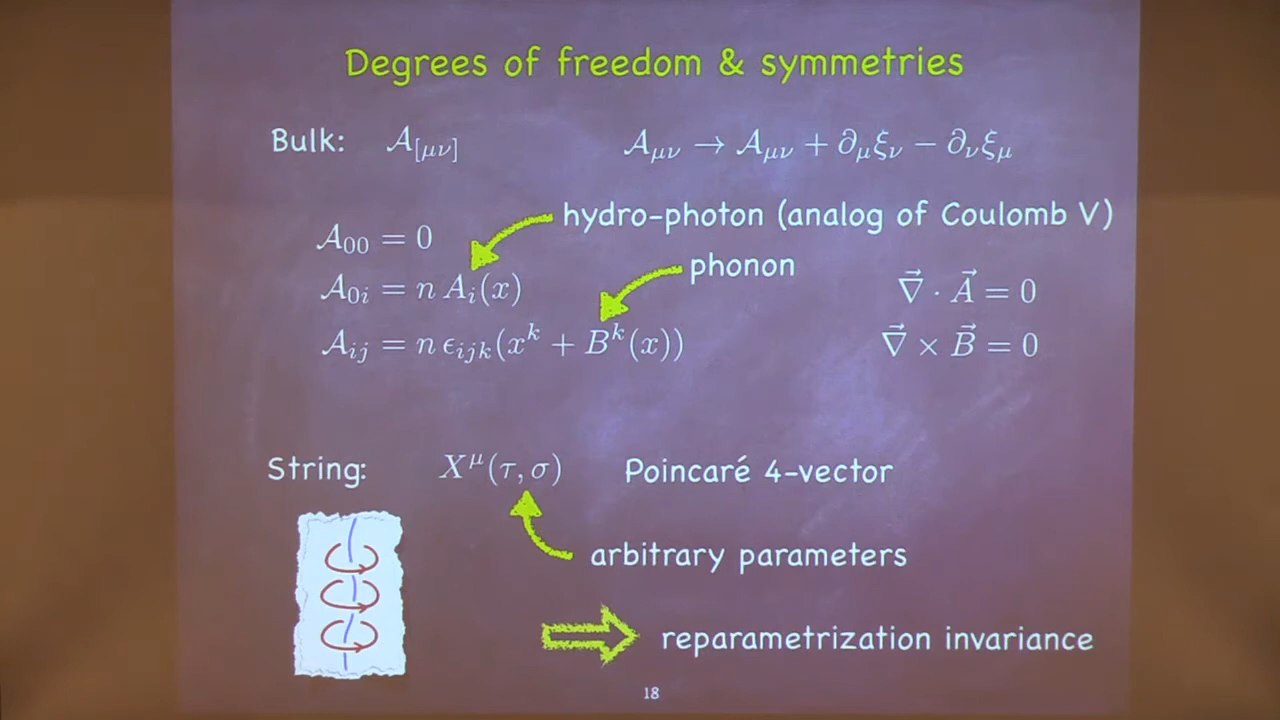 Degrees of freedom & symmetries
Bulk: 𝒜[μν] 𝒜μν → 𝒜μν + ∂μξν − ∂νξμ
hydro-photon (analog of Coulomb V)
𝒜00 = 0
phonon
𝒜0i = n Ai(x) ∇⃗ · A⃗ = 0
𝒜ij = n ϵijk(x^k + B^k(x)) ∇⃗ × B⃗ = 0
String: X^μ(τ, σ) Poincaré 4-vector
arbitrary parameters
reparametrization invariance
18